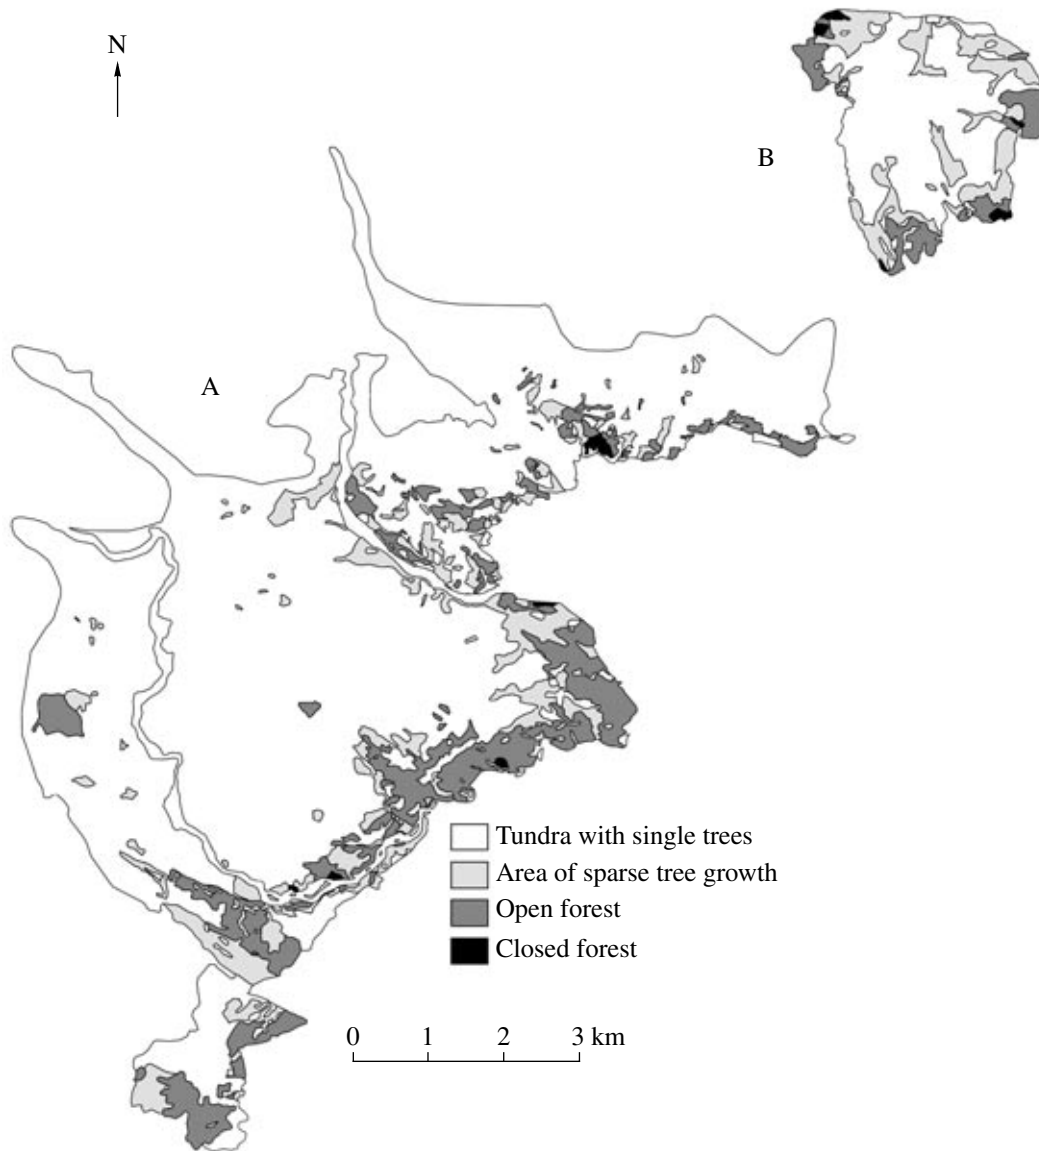 N
B
A
Tundra with single trees
Area of sparse tree growth
Open forest
Closed forest
0 1 2 3 km